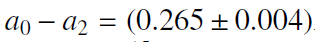 a₀ − a₂ = (0.265 ± 0.004)